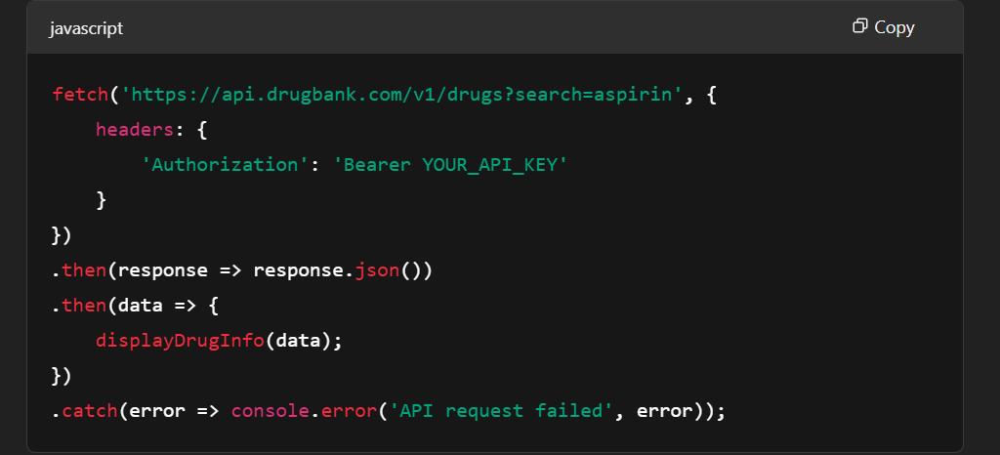 javascript
Copy
fetch('https://api.drugbank.com/v1/drugs?search=aspirin', {
    headers: {
        'Authorization': 'Bearer YOUR_API_KEY'
    }
})
.then(response => response.json())
.then(data => {
    displayDrugInfo(data);
})
.catch(error => console.error('API request failed', error));